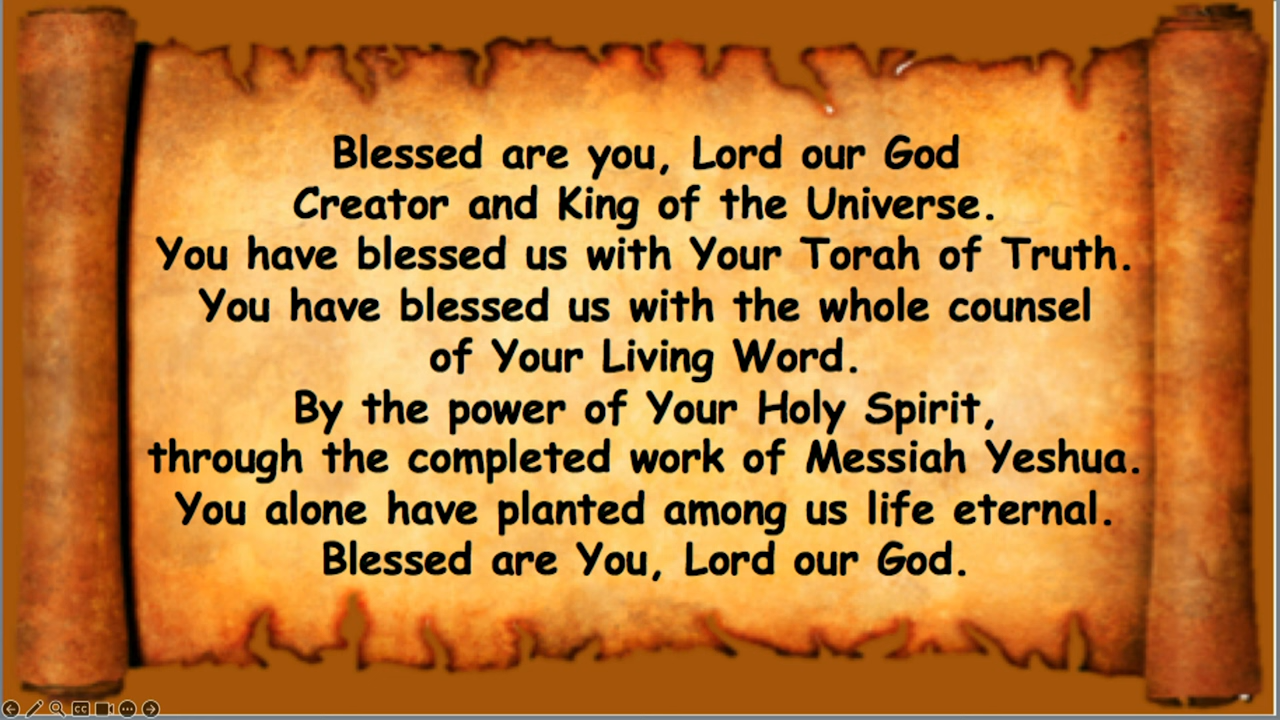 Blessed are you, Lord our God
Creator and King of the Universe.
You have blessed us with Your Torah of Truth.
You have blessed us with the whole counsel
of Your Living Word.
By the power of Your Holy Spirit,
through the completed work of Messiah Yeshua.
You alone have planted among us life eternal.
Blessed are You, Lord our God.
CC